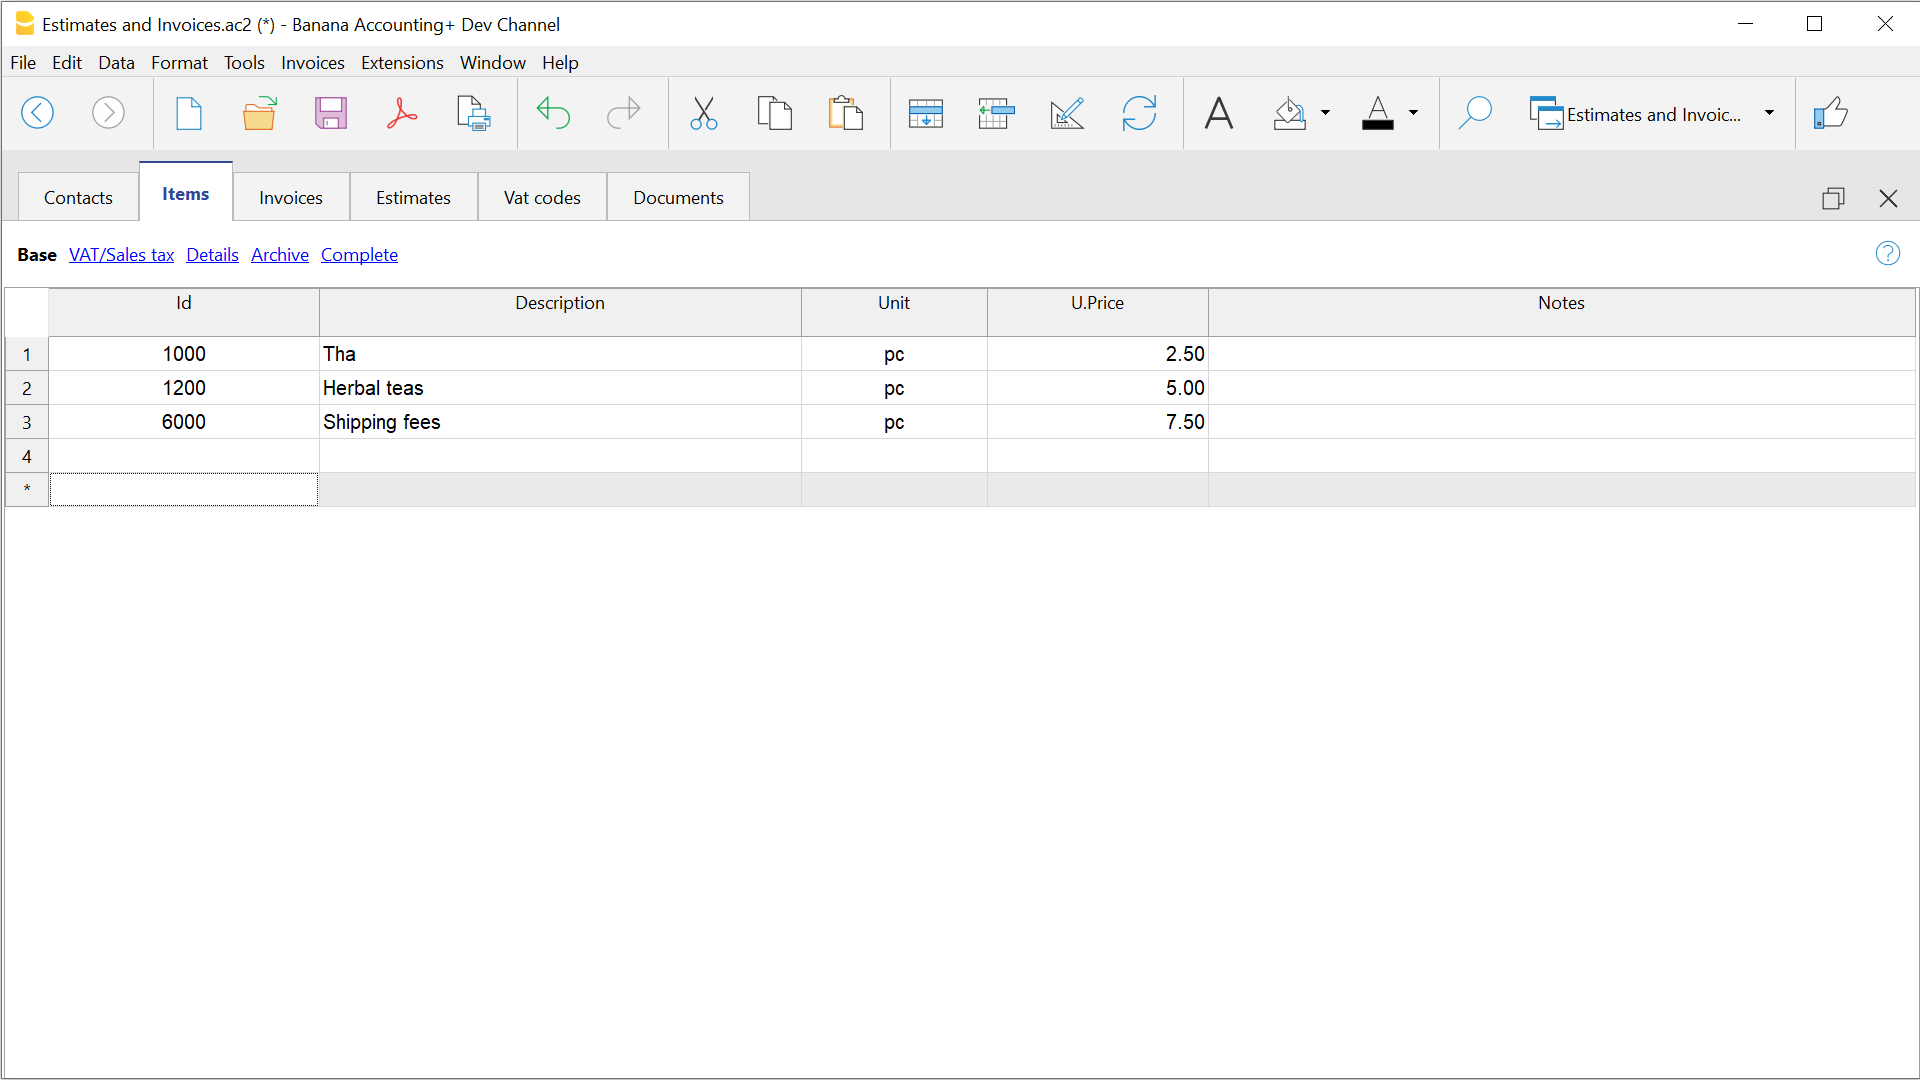 Estimates and Invoices.ac2 (*) - Banana Accounting+ Dev Channel
File Edit Data Format Tools Invoices Extensions Window Help
Estimates and Invoic...
Contacts Items Invoices Estimates Vat codes Documents
Base VAT/Sales tax Details Archive Complete
Id Description Unit U.Price Notes
1 1000 Tha pc 2.50
2 1200 Herbal teas pc 5.00
3 6000 Shipping fees pc 7.50
4
*